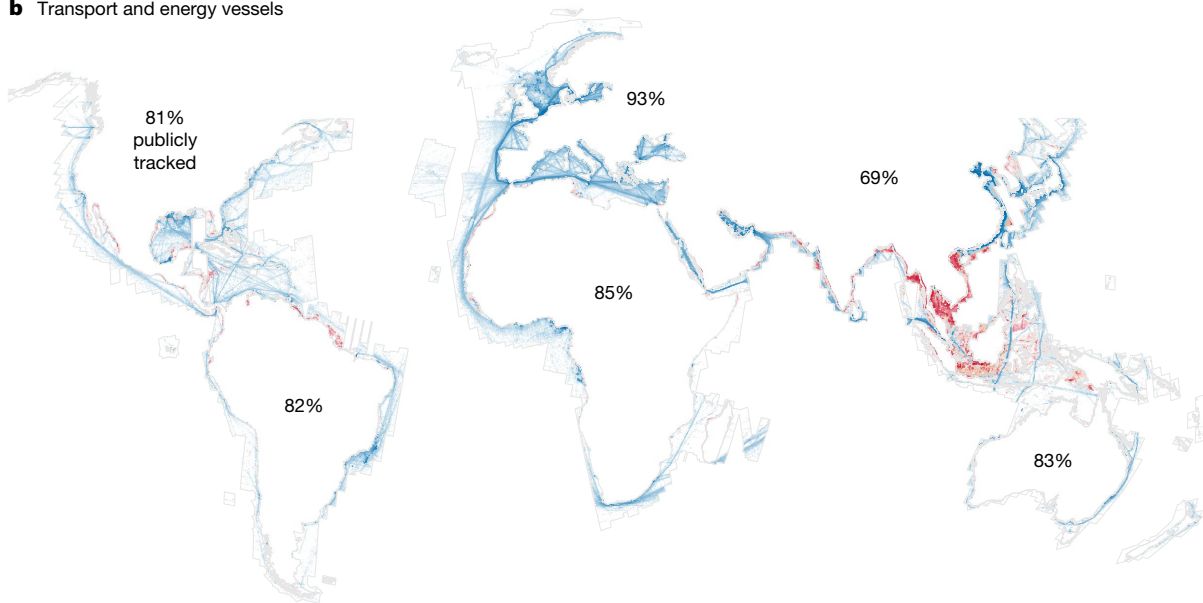 b Transport and energy vessels
81%
publicly
tracked
93%
69%
85%
82%
83%